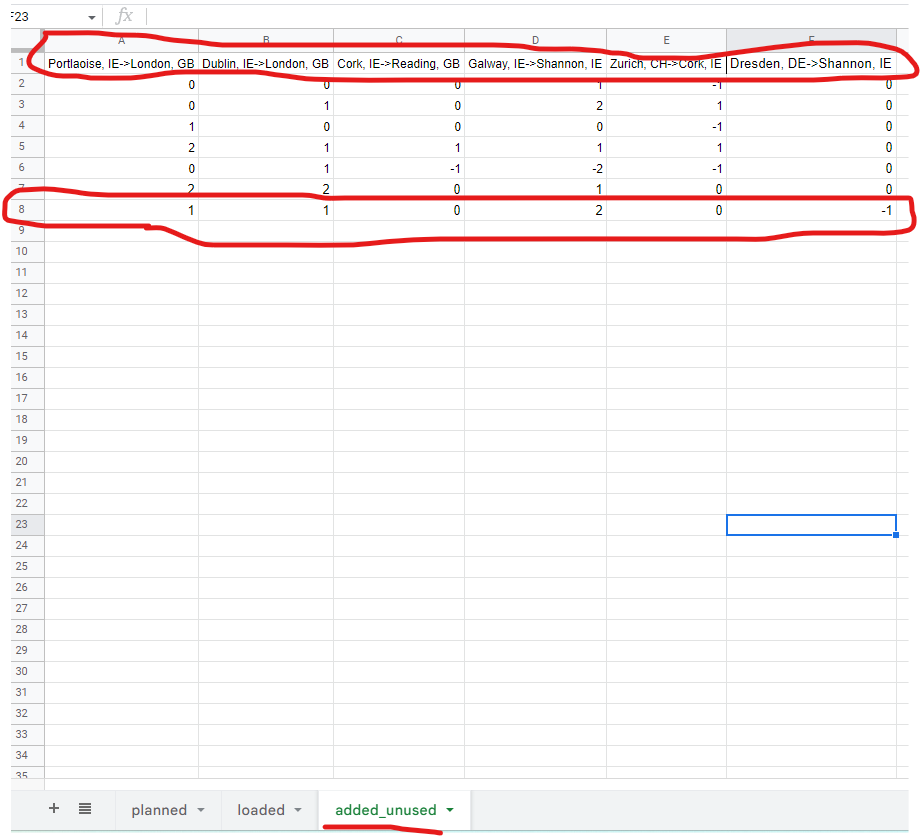 F23 fx
A B C D E F
1 Portlaoise, IE->London, GB Dublin, IE->London, GB Cork, IE->Reading, GB Galway, IE->Shannon, IE Zurich, CH->Cork, IE Dresden, DE->Shannon, IE
2 0 0 0 1 -1 0
3 0 1 0 2 1 0
4 1 0 0 0 -1 0
5 2 1 1 1 1 0
6 0 1 -1 -2 -1 0
7 2 2 0 1 0 0
8 1 1 0 2 0 -1
9
10
11
12
13
14
15
16
17
18
19
20
21
22
23
24
25
26
27
28
29
30
31
32
33
34
35
+ planned loaded added_unused